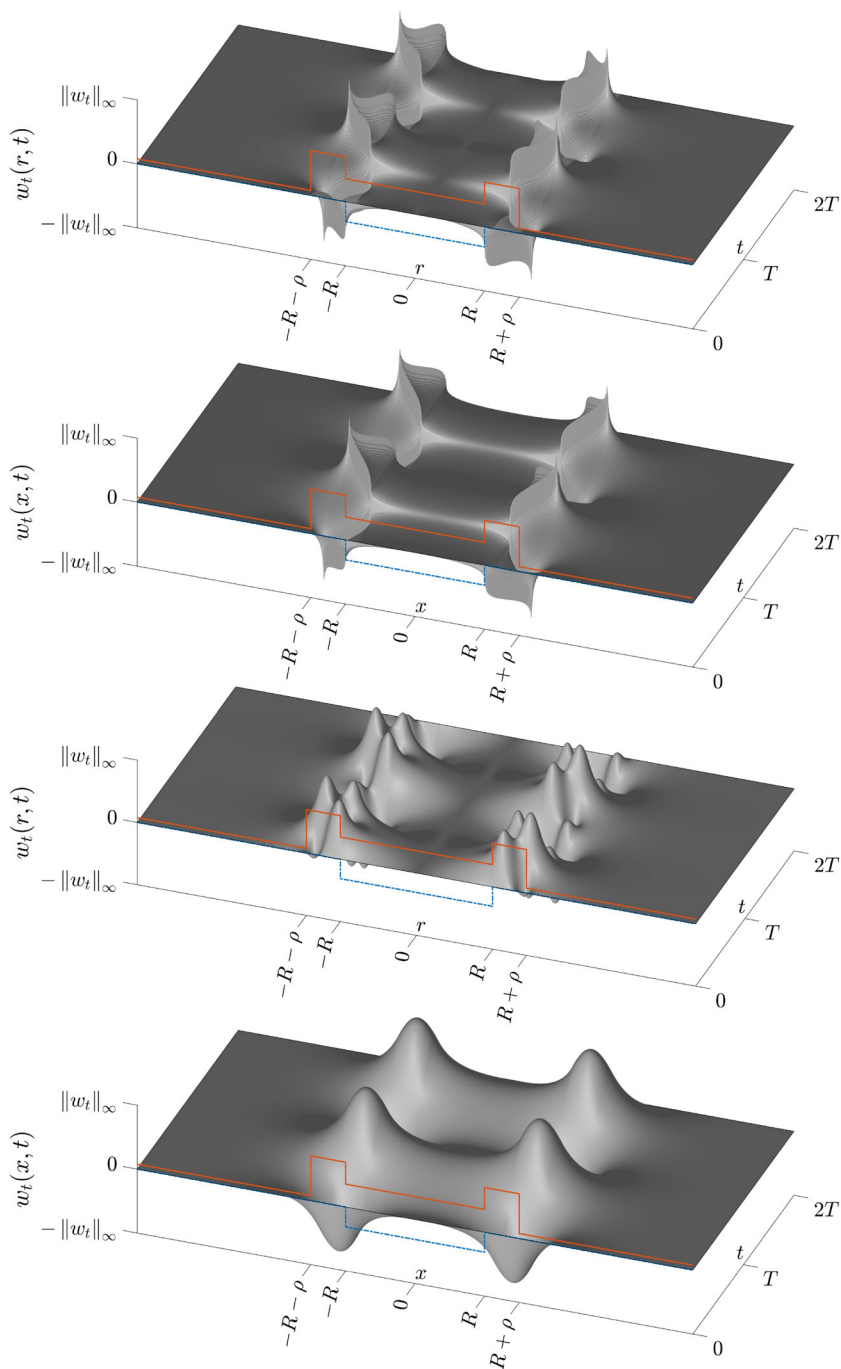 ‖w_t‖_∞
0
−‖w_t‖_∞
w_t(r, t)
−R − ρ
−R
0
r
R
R + ρ
0
T
t
2T
‖w_t‖_∞
0
−‖w_t‖_∞
w_t(x, t)
−R − ρ
−R
0
x
R
R + ρ
0
T
t
2T
‖w_t‖_∞
0
−‖w_t‖_∞
w_t(r, t)
−R − ρ
−R
0
r
R
R + ρ
0
T
t
2T
‖w_t‖_∞
0
−‖w_t‖_∞
w_t(x, t)
−R − ρ
−R
0
x
R
R + ρ
0
T
t
2T